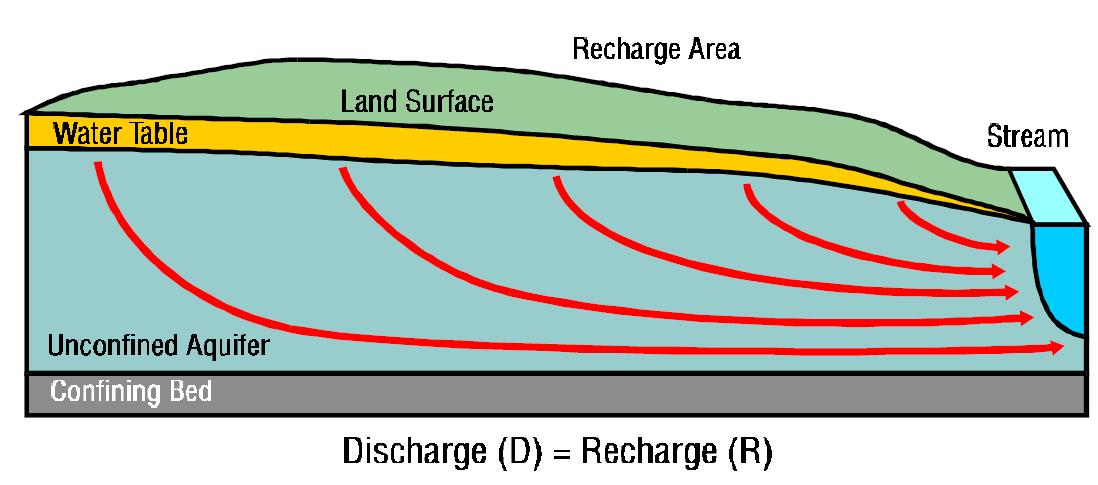 Recharge Area
Land Surface
Water Table
Stream
Unconfined Aquifer
Confining Bed
Discharge (D) = Recharge (R)